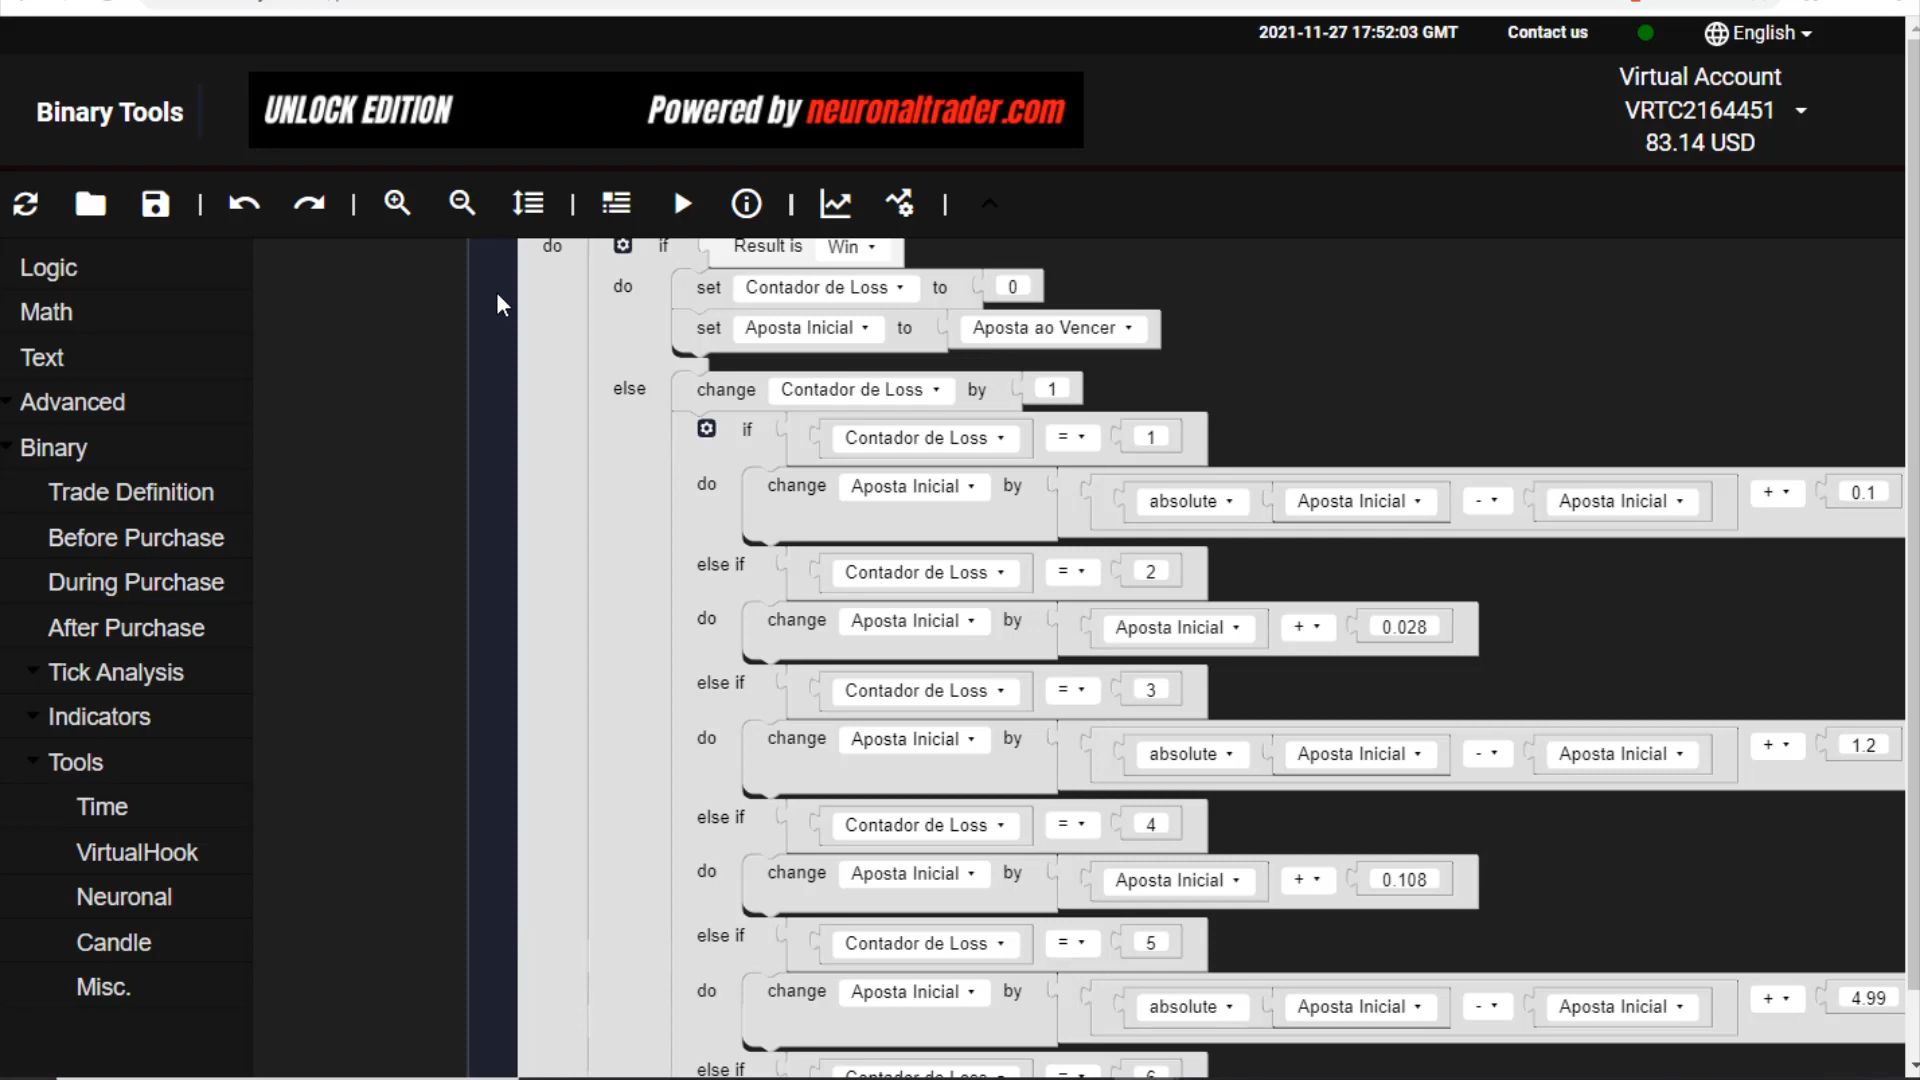 2021-11-27 17:52:03 GMT Contact us English
Virtual Account
Binary Tools UNLOCK EDITION Powered by neuronaltrader.com VRTC2164451
83.14 USD
Logic
Math
Text
Advanced
Binary
Trade Definition
Before Purchase
During Purchase
After Purchase
Tick Analysis
Indicators
Tools
Time
VirtualHook
Neuronal
Candle
Misc.
do if Result is Win
do set Contador de Loss to 0
set Aposta Inicial to Aposta ao Vencer
else change Contador de Loss by 1
if Contador de Loss = 1
do change Aposta Inicial by absolute Aposta Inicial - Aposta Inicial + 0.1
else if Contador de Loss = 2
do change Aposta Inicial by Aposta Inicial + 0.028
else if Contador de Loss = 3
do change Aposta Inicial by absolute Aposta Inicial - Aposta Inicial + 1.2
else if Contador de Loss = 4
do change Aposta Inicial by Aposta Inicial + 0.108
else if Contador de Loss = 5
do change Aposta Inicial by absolute Aposta Inicial - Aposta Inicial + 4.99
else if Contador de Loss = 6